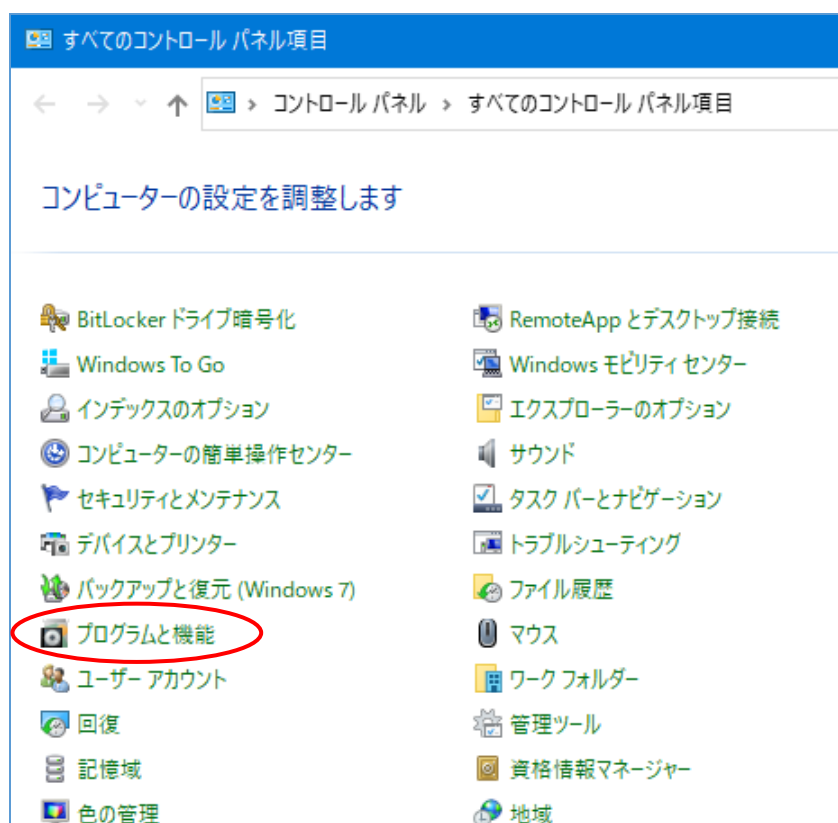 すべてのコントロール パネル項目
コントロール パネル > すべてのコントロール パネル項目
コンピューターの設定を調整します
BitLocker ドライブ暗号化
Windows To Go
インデックスのオプション
コンピューターの簡単操作センター
セキュリティとメンテナンス
デバイスとプリンター
バックアップと復元 (Windows 7)
プログラムと機能
ユーザー アカウント
回復
記憶域
色の管理
RemoteApp とデスクトップ接続
Windows モビリティ センター
エクスプローラーのオプション
サウンド
タスク バーとナビゲーション
トラブルシューティング
ファイル履歴
マウス
ワーク フォルダー
管理ツール
資格情報マネージャー
地域